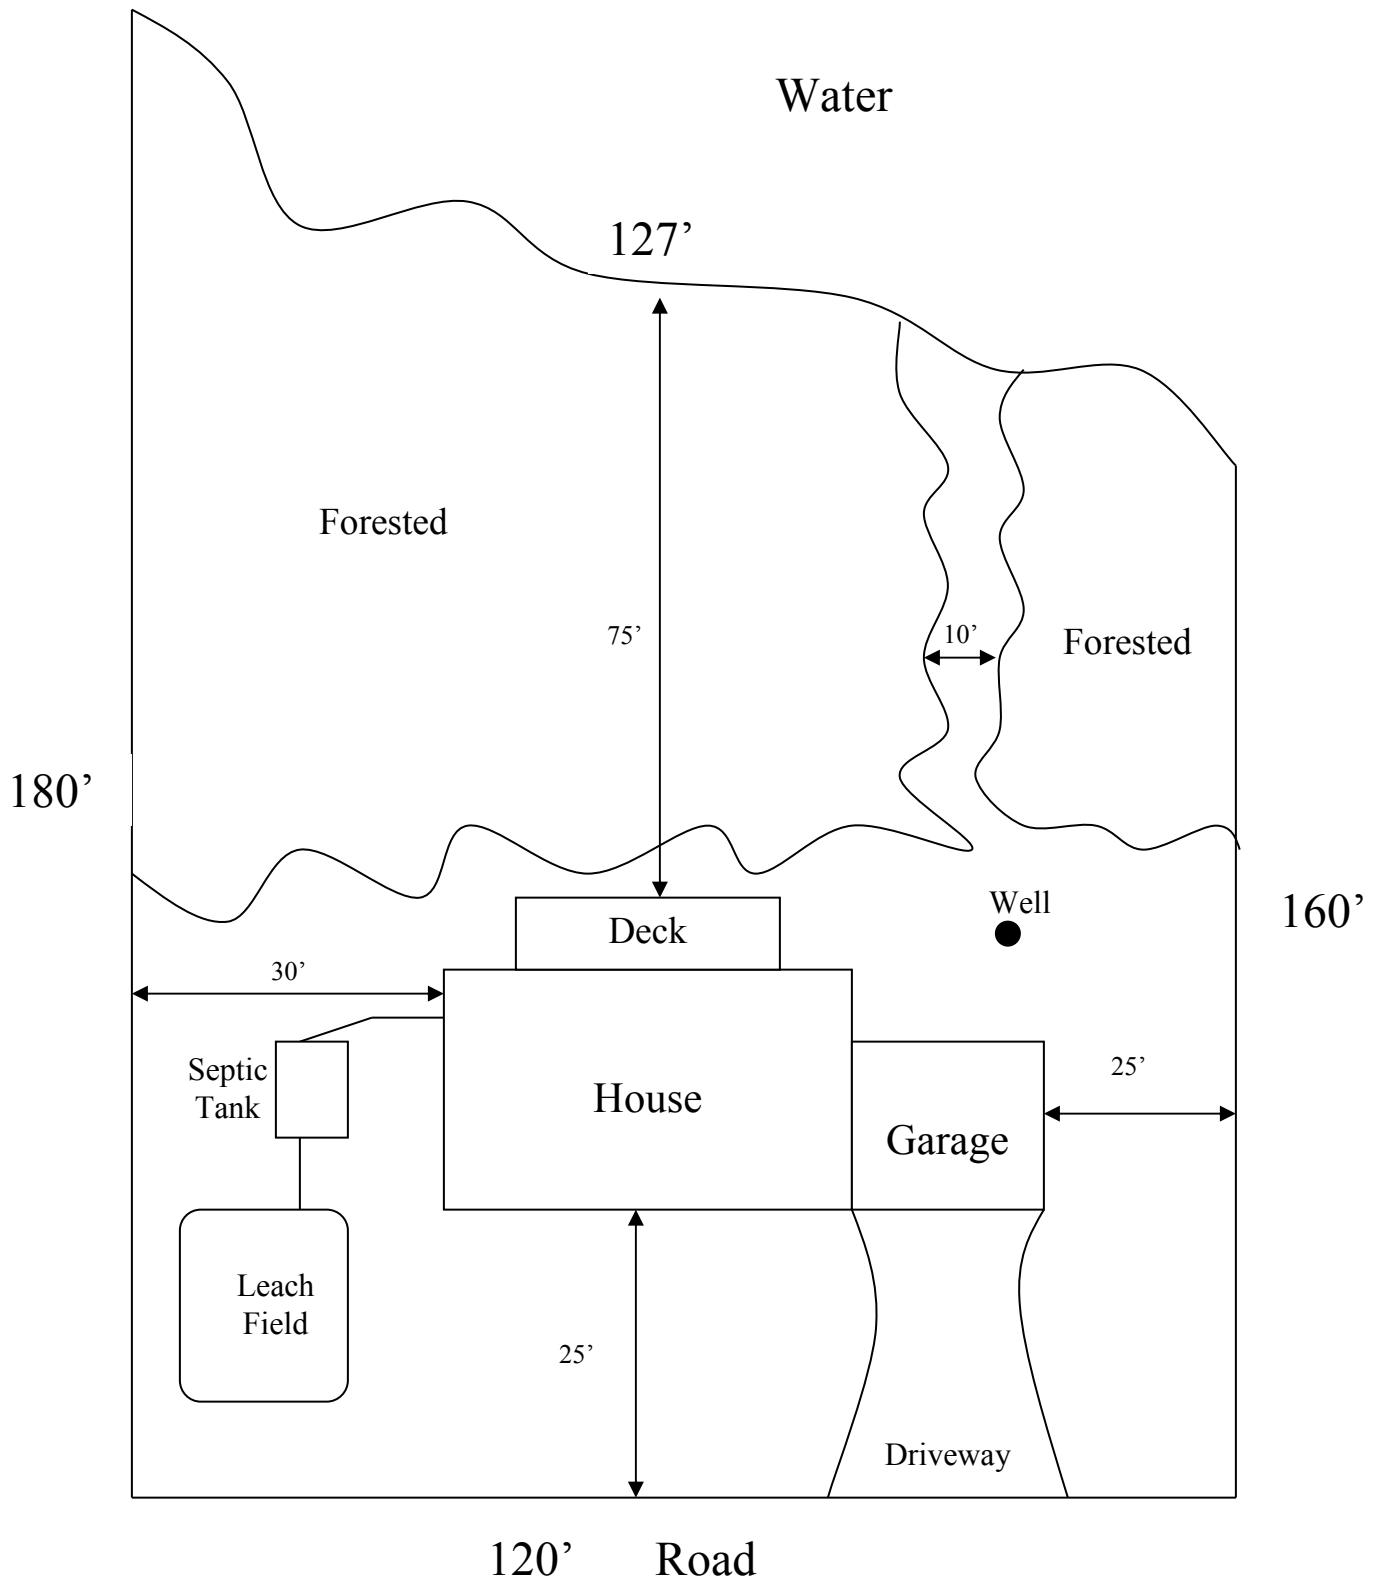 Water
127’
Forested
75’
10’
Forested
180’
Well
160’
Deck
30’
Septic
Tank
House
25’
Garage
Leach
Field
25’
Driveway
120’ Road